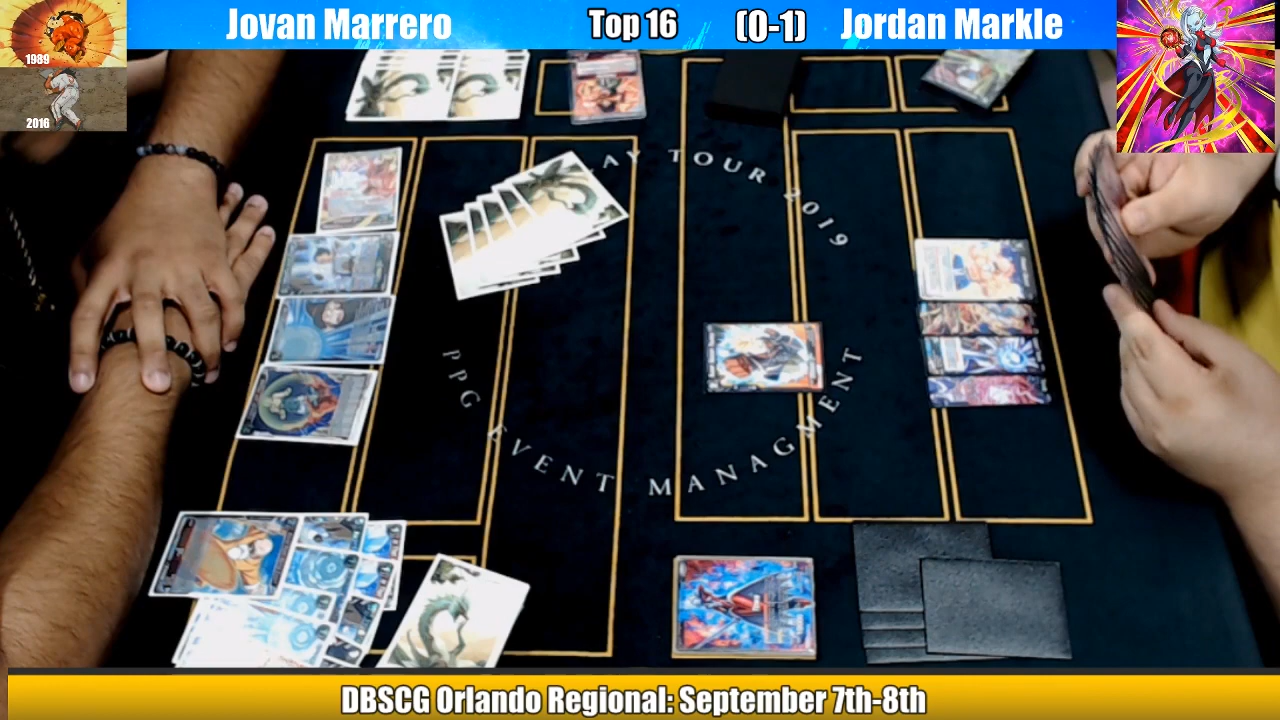 Jovan Marrero
Top 16
(0-1)
Jordan Markle
1989
2016
LAY TOUR 2019
PPG EVENT MANAGMENT
DBSCG Orlando Regional: September 7th-8th